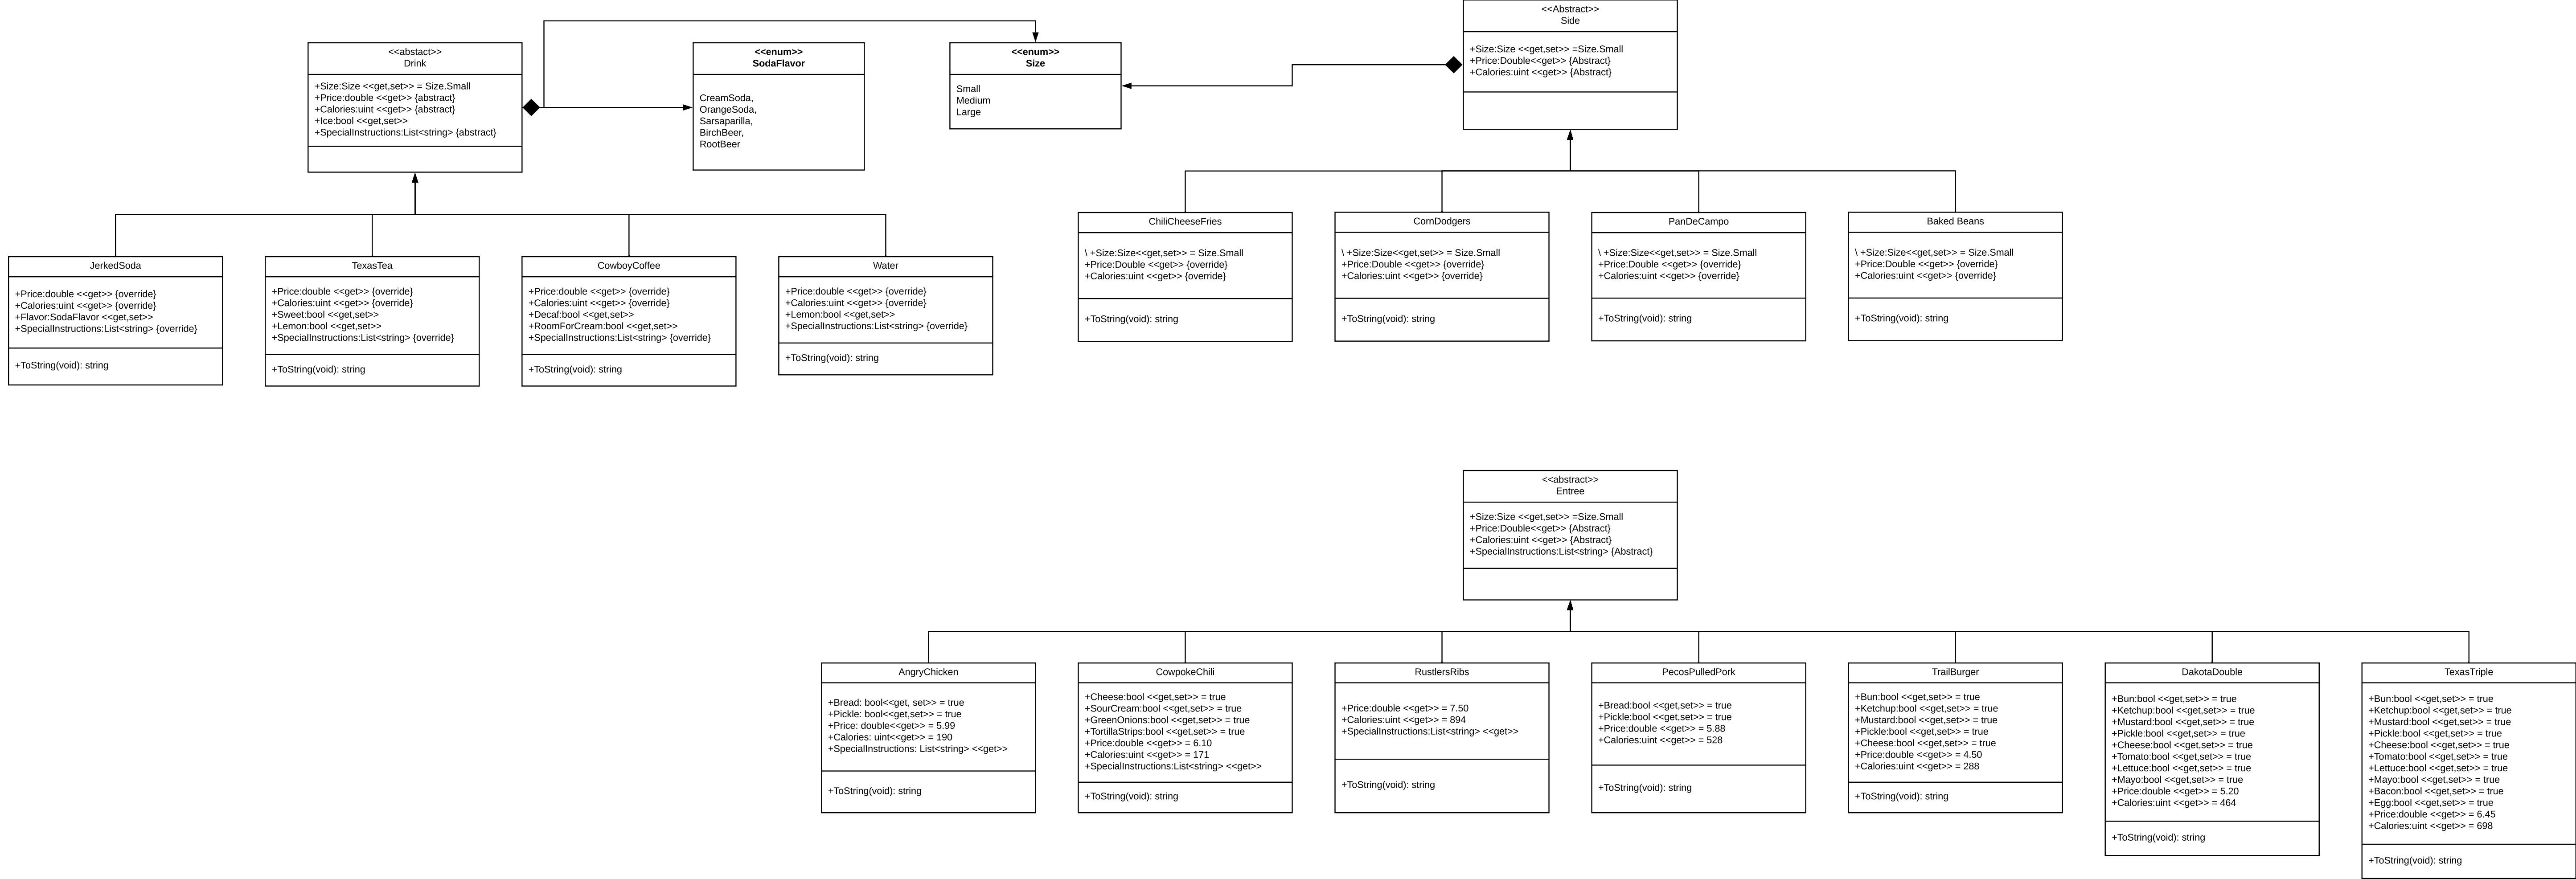 <<abstact>>
Drink
+Size:Size <<get,set>> = Size.Small
+Price:double <<get>> {abstract}
+Calories:uint <<get>> {abstract}
+Ice:bool <<get,set>>
+SpecialInstructions:List<string> {abstract}
<<enum>>
SodaFlavor
CreamSoda,
OrangeSoda,
Sarsaparilla,
BirchBeer,
RootBeer
<<enum>>
Size
Small
Medium
Large
<<Abstract>>
Side
+Size:Size <<get,set>> =Size.Small
+Price:Double<<get>> {Abstract}
+Calories:uint <<get>> {Abstract}
JerkedSoda
+Price:double <<get>> {override}
+Calories:uint <<get>> {override}
+Flavor:SodaFlavor <<get,set>>
+SpecialInstructions:List<string> {override}
+ToString(void): string
TexasTea
+Price:double <<get>> {override}
+Calories:uint <<get>> {override}
+Sweet:bool <<get,set>>
+Lemon:bool <<get,set>>
+SpecialInstructions:List<string> {override}
+ToString(void): string
CowboyCoffee
+Price:double <<get>> {override}
+Calories:uint <<get>> {override}
+Decaf:bool <<get,set>>
+RoomForCream:bool <<get,set>>
+SpecialInstructions:List<string> {override}
+ToString(void): string
Water
+Price:double <<get>> {override}
+Calories:uint <<get>> {override}
+Lemon:bool <<get,set>>
+SpecialInstructions:List<string> {override}
+ToString(void): string
ChiliCheeseFries
\ +Size:Size<<get,set>> = Size.Small
+Price:Double <<get>> {override}
+Calories:uint <<get>> {override}
+ToString(void): string
CornDodgers
\ +Size:Size<<get,set>> = Size.Small
+Price:Double <<get>> {override}
+Calories:uint <<get>> {override}
+ToString(void): string
PanDeCampo
\ +Size:Size<<get,set>> = Size.Small
+Price:Double <<get>> {override}
+Calories:uint <<get>> {override}
+ToString(void): string
Baked Beans
\ +Size:Size<<get,set>> = Size.Small
+Price:Double <<get>> {override}
+Calories:uint <<get>> {override}
+ToString(void): string
<<abstract>>
Entree
+Size:Size <<get,set>> =Size.Small
+Price:Double<<get>> {Abstract}
+Calories:uint <<get>> {Abstract}
+SpecialInstructions:List<string> {Abstract}
AngryChicken
+Bread: bool<<get, set>> = true
+Pickle: bool<<get,set>> = true
+Price: double<<get>> = 5.99
+Calories: uint<<get>> = 190
+SpecialInstructions: List<string> <<get>>
+ToString(void): string
CowpokeChili
+Cheese:bool <<get,set>> = true
+SourCream:bool <<get,set>> = true
+GreenOnions:bool <<get,set>> = true
+TortillaStrips:bool <<get,set>> = true
+Price:double <<get>> = 6.10
+Calories:uint <<get>> = 171
+SpecialInstructions:List<string> <<get>>
+ToString(void): string
RustlersRibs
+Price:double <<get>> = 7.50
+Calories:uint <<get>> = 894
+SpecialInstructions:List<string> <<get>>
+ToString(void): string
PecosPulledPork
+Bread:bool <<get,set>> = true
+Pickle:bool <<get,set>> = true
+Price:double <<get>> = 5.88
+Calories:uint <<get>> = 528
+ToString(void): string
TrailBurger
+Bun:bool <<get,set>> = true
+Ketchup:bool <<get,set>> = true
+Mustard:bool <<get,set>> = true
+Pickle:bool <<get,set>> = true
+Cheese:bool <<get,set>> = true
+Price:double <<get>> = 4.50
+Calories:uint <<get>> = 288
+ToString(void): string
DakotaDouble
+Bun:bool <<get,set>> = true
+Ketchup:bool <<get,set>> = true
+Mustard:bool <<get,set>> = true
+Pickle:bool <<get,set>> = true
+Cheese:bool <<get,set>> = true
+Tomato:bool <<get,set>> = true
+Lettuce:bool <<get,set>> = true
+Mayo:bool <<get,set>> = true
+Price:double <<get>> = 5.20
+Calories:uint <<get>> = 464
+ToString(void): string
TexasTriple
+Bun:bool <<get,set>> = true
+Ketchup:bool <<get,set>> = true
+Mustard:bool <<get,set>> = true
+Pickle:bool <<get,set>> = true
+Cheese:bool <<get,set>> = true
+Tomato:bool <<get,set>> = true
+Lettuce:bool <<get,set>> = true
+Mayo:bool <<get,set>> = true
+Bacon:bool <<get,set>> = true
+Egg:bool <<get,set>> = true
+Price:double <<get>> = 6.45
+Calories:uint <<get>> = 698
+ToString(void): string